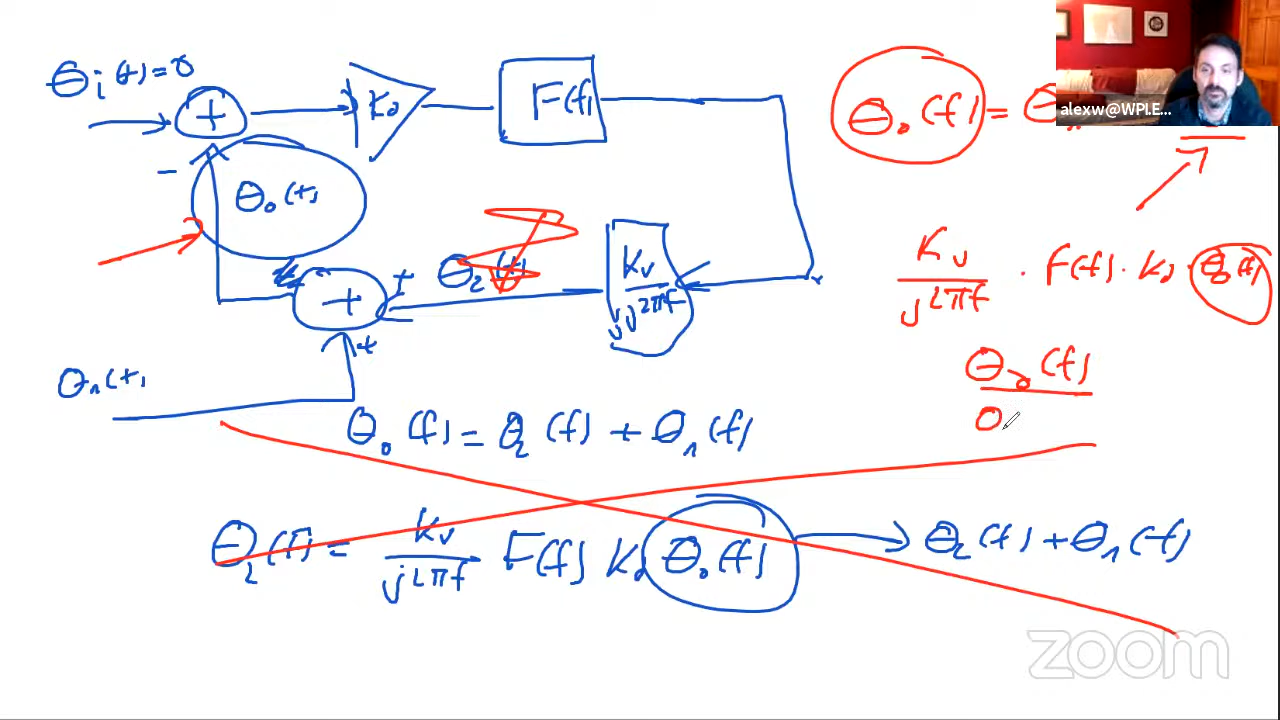 θi(t)=0
+
Kd
F(f)
θo(f) = θn
alexw@WPLE...
-
θo(t)
Kv
j2πf
. F(f) . Kd . θo(f)
θ2
+
+
Kv
j2πf
+
θn(t)
θo(f)
θ
θo(f) = θ2(f) + θn(f)
θ2(f) = Kv
j2πf
F(f) Kd θo(f)
θ2(f) + θn(f)
zoom